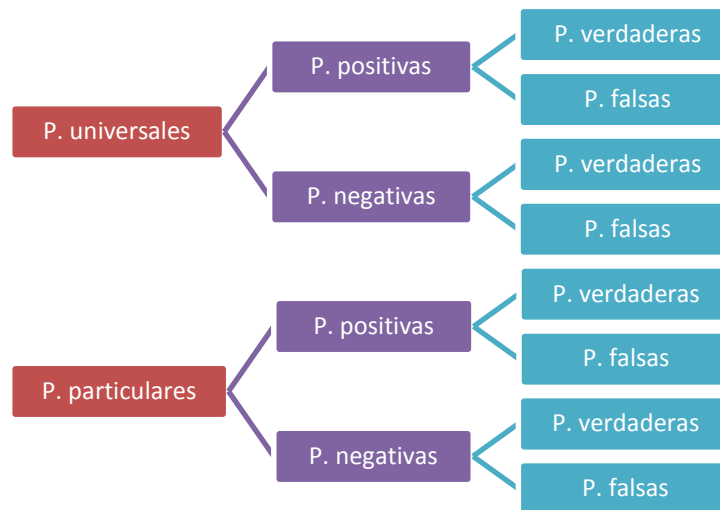 P. universales
P. positivas
P. verdaderas
P. falsas
P. negativas
P. verdaderas
P. falsas
P. particulares
P. positivas
P. verdaderas
P. falsas
P. negativas
P. verdaderas
P. falsas